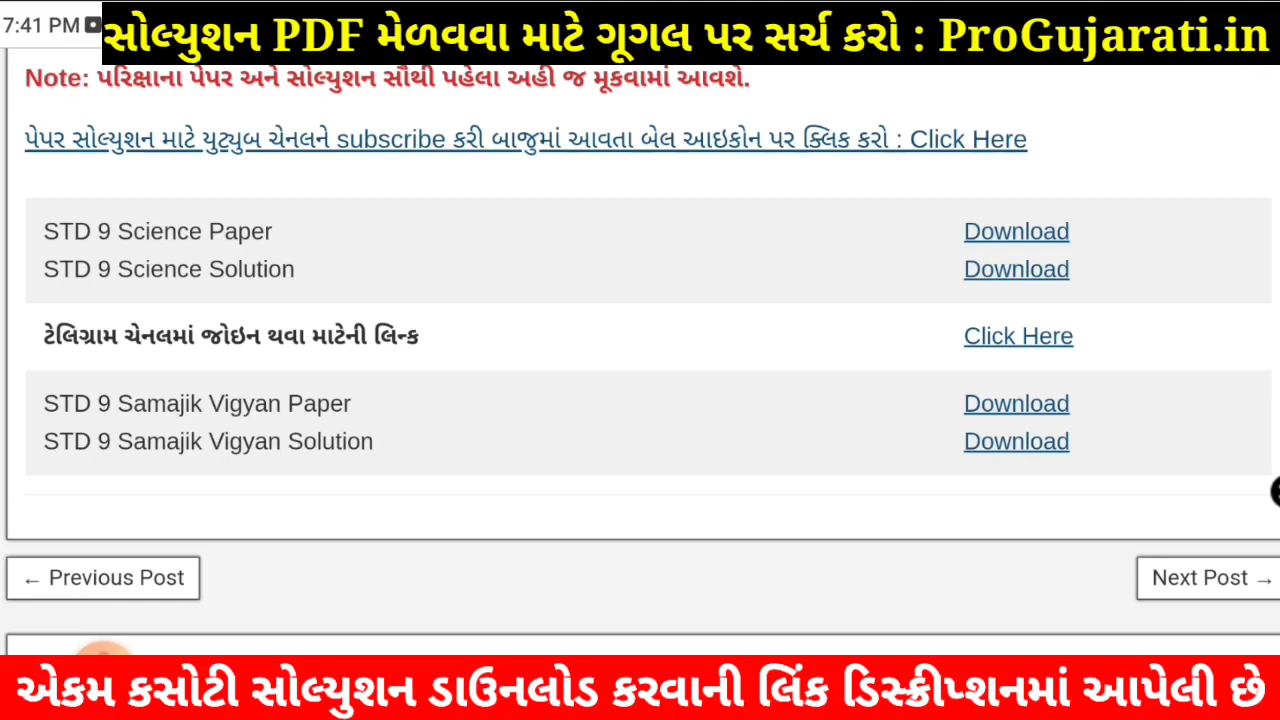 સોલ્યુશન PDF મેળવવા માટે ગૂગલ પર સર્ચ કરો : ProGujarati.in
7:41 PM
Note: પરિક્ષાના પેપર અને સોલ્યુશન સૌથી પહેલા અહી જ મૂકવામાં આવશે.
પેપર સોલ્યુશન માટે યુટ્યુબ ચેનલને subscribe કરી બાજુમાં આવતા બેલ આઇકોન પર ક્લિક કરો : Click Here
STD 9 Science Paper Download
STD 9 Science Solution Download
ટેલિગ્રામ ચેનલમાં જોઇન થવા માટેની લિન્ક Click Here
STD 9 Samajik Vigyan Paper Download
STD 9 Samajik Vigyan Solution Download
← Previous Post Next Post →
એકમ કસોટી સોલ્યુશન ડાઉનલોડ કરવાની લિંક ડિસ્ક્રીપ્શનમાં આપેલી છે